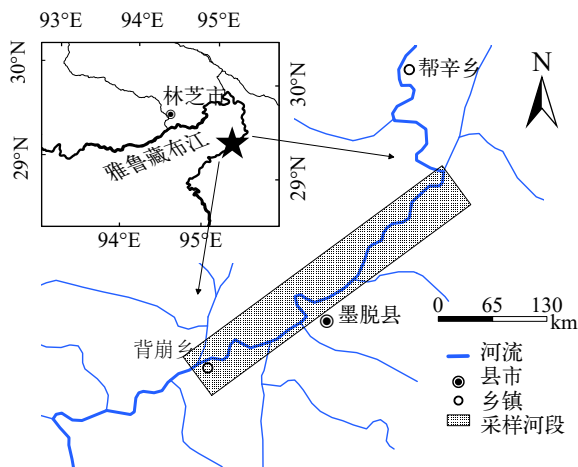 93°E 94°E 95°E
30°N
30°N
林芝市
雅鲁藏布江
29°N
29°N
94°E 95°E
帮辛乡
N
墨脱县
背崩乡
0 65 130
km
河流
县市
乡镇
采样河段